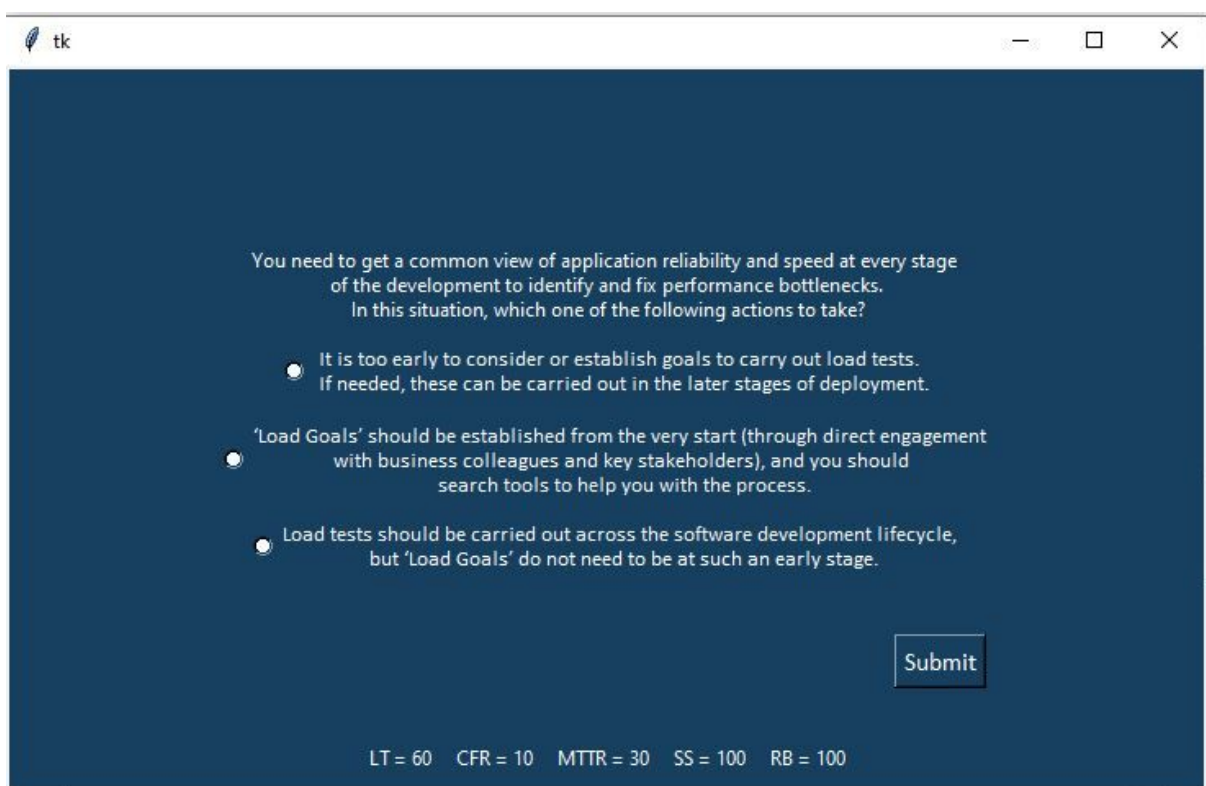 tk
You need to get a common view of application reliability and speed at every stage
of the development to identify and fix performance bottlenecks.
In this situation, which one of the following actions to take?
It is too early to consider or establish goals to carry out load tests.
If needed, these can be carried out in the later stages of deployment.
‘Load Goals’ should be established from the very start (through direct engagement
with business colleagues and key stakeholders), and you should
search tools to help you with the process.
Load tests should be carried out across the software development lifecycle,
but ‘Load Goals’ do not need to be at such an early stage.
Submit
LT = 60 CFR = 10 MTTR = 30 SS = 100 RB = 100